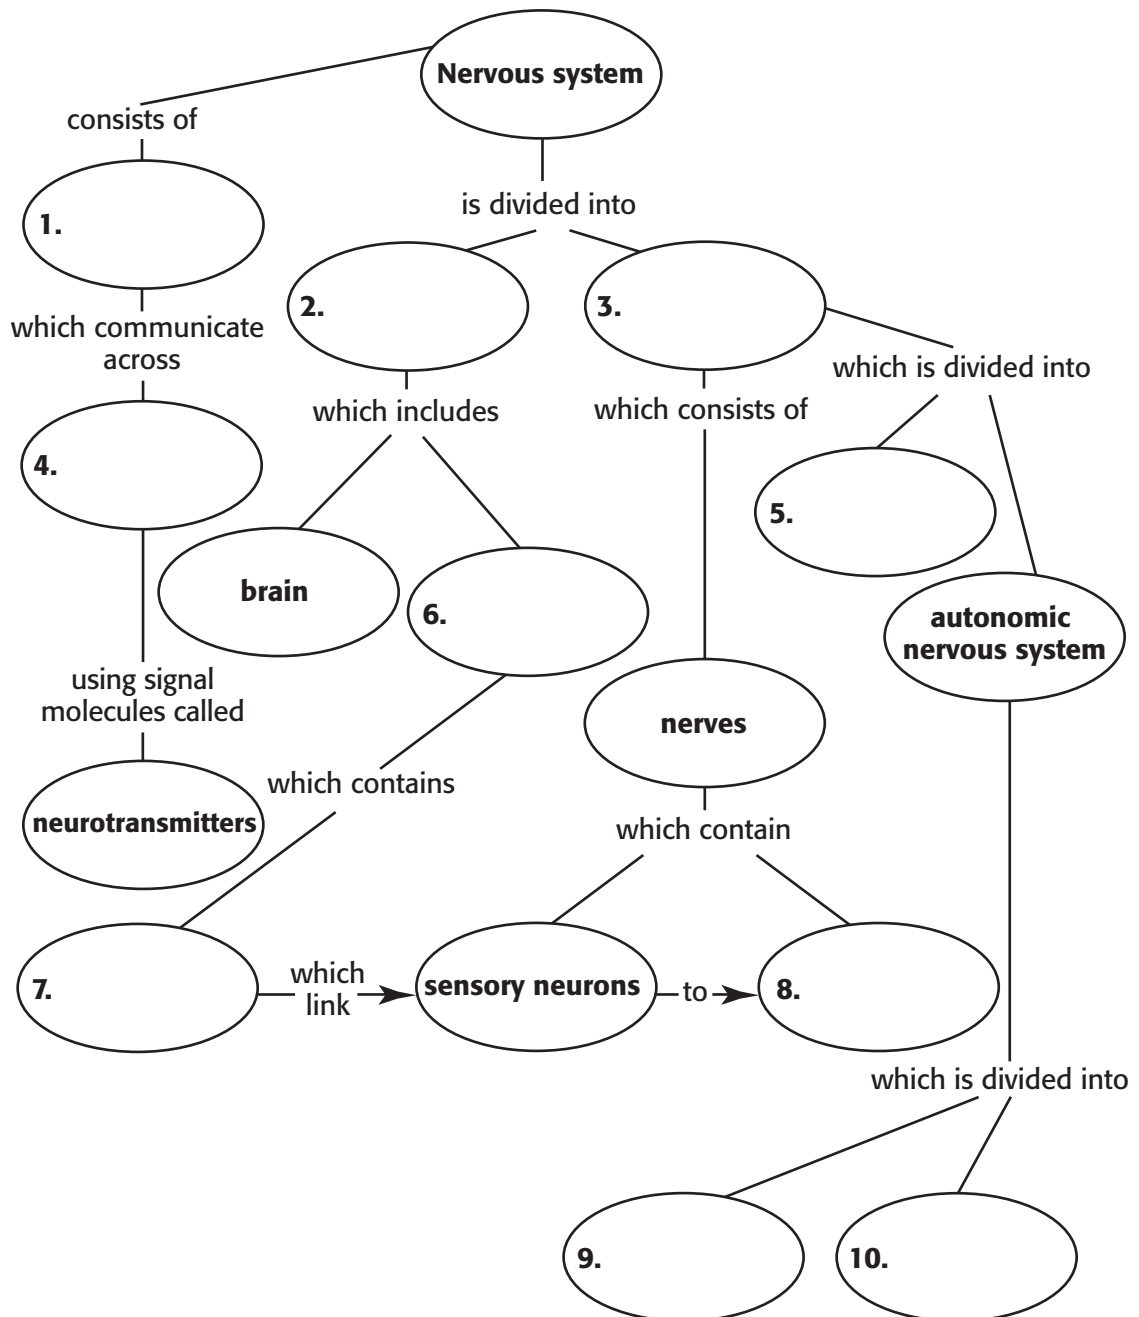 Nervous system
consists of
1.
is divided into
2.
3.
which communicate
across
which is divided into
which includes
which consists of
4.
5.
brain
6.
autonomic
nervous system
using signal
molecules called
nerves
which contains
neurotransmitters
which contain
7.
which
link
sensory neurons
to
8.
which is divided into
9.
10.